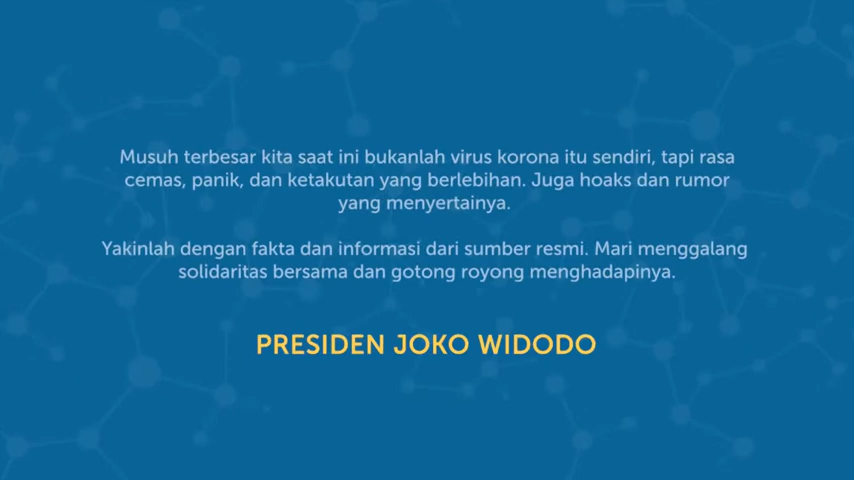 Musuh terbesar kita saat ini bukanlah virus korona itu sendiri, tapi rasa
cemas, panik, dan ketakutan yang berlebihan. Juga hoaks dan rumor
yang menyertainya.
Yakinlah dengan fakta dan informasi dari sumber resmi. Mari menggalang
solidaritas bersama dan gotong royong menghadapinya.
PRESIDEN JOKO WIDODO